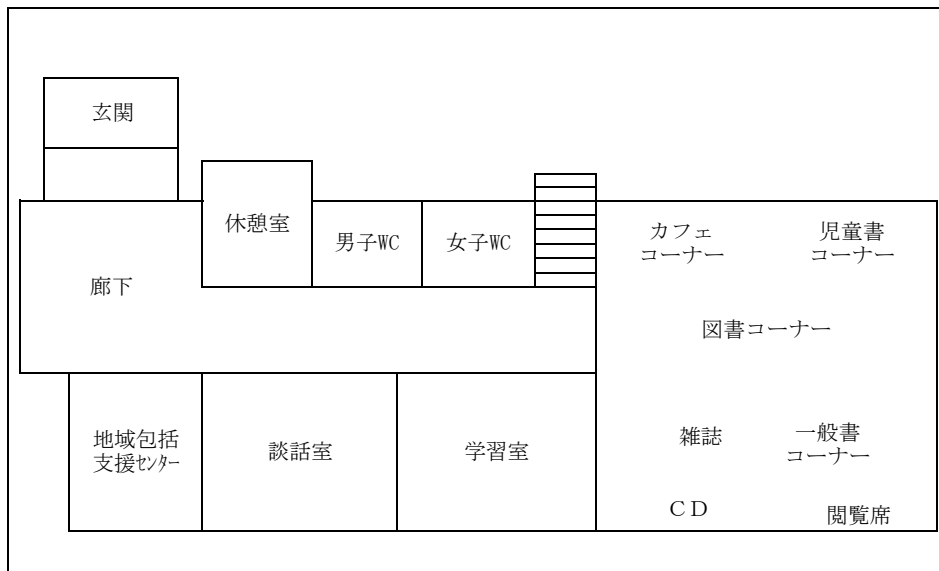 玄関
休憩室
男子WC
女子WC
カフェ
コーナー
児童書
コーナー
廊下
図書コーナー
地域包括
支援ｾﾝﾀｰ
談話室
学習室
雑誌
一般書
コーナー
ＣＤ
閲覧席